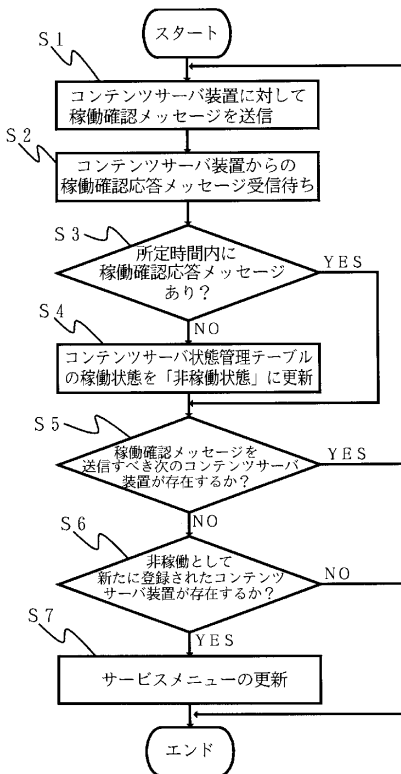 スタート
S1
コンテンツサーバ装置に対して
稼働確認メッセージを送信
S2
コンテンツサーバ装置からの
稼働確認応答メッセージ受信待ち
S3
所定時間内に
稼働確認応答メッセージ
あり？
YES
NO
S4
コンテンツサーバ状態管理テーブル
の稼働状態を「非稼働状態」に更新
S5
稼働確認メッセージを
送信すべき次のコンテンツサーバ
装置が存在するか？
YES
NO
S6
非稼働として
新たに登録されたコンテンツ
サーバ装置が存在するか？
NO
YES
S7
サービスメニューの更新
エンド